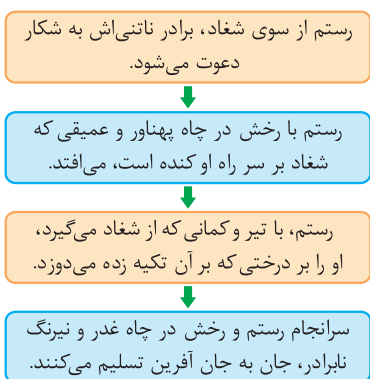 رستم از سوی شغاد، برادر ناتنی‌اش به شکار
دعوت می‌شود.
رستم با رخش در چاه پهناور و عمیقی که
شغاد بر سر راه او کنده است، می‌افتد.
رستم، با تیر و کمانی که از شغاد می‌گیرد،
او را بر درختی که بر آن تکیه زده می‌دوزد.
سرانجام رستم و رخش در چاه غدر و نیرنگ
نابرادر، جان به جان آفرین تسلیم می‌کنند.